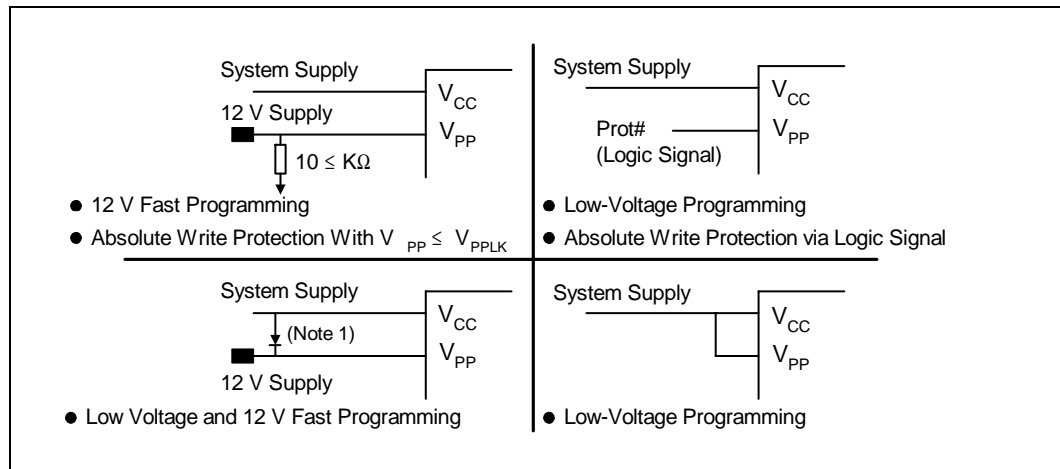 System Supply
V_CC
12 V Supply
V_PP
10 ≤ KΩ
● 12 V Fast Programming
● Absolute Write Protection With V_PP ≤ V_PPLK
System Supply
V_CC
Prot#
(Logic Signal)
V_PP
● Low-Voltage Programming
● Absolute Write Protection via Logic Signal
System Supply
V_CC
(Note 1)
V_PP
12 V Supply
● Low Voltage and 12 V Fast Programming
System Supply
V_CC
V_PP
● Low-Voltage Programming